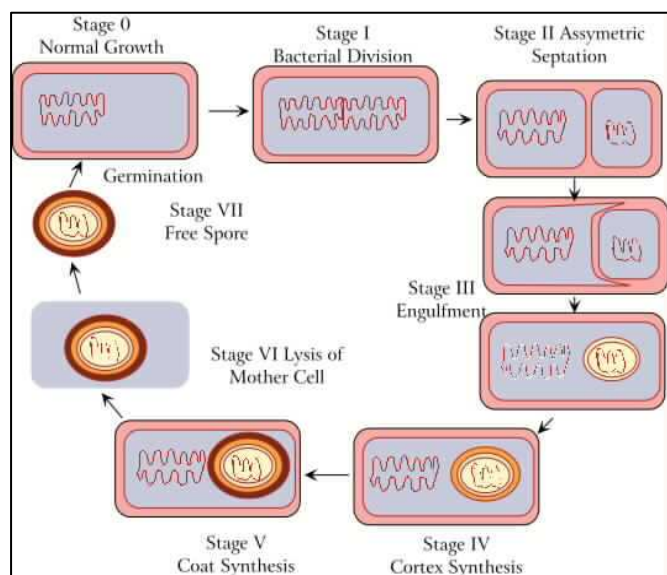 Stage 0
Normal Growth
Stage I
Bacterial Division
Stage II Assymetric
Septation
Stage III
Engulfment
Stage IV
Cortex Synthesis
Stage V
Coat Synthesis
Stage VI Lysis of
Mother Cell
Stage VII
Free Spore
Germination